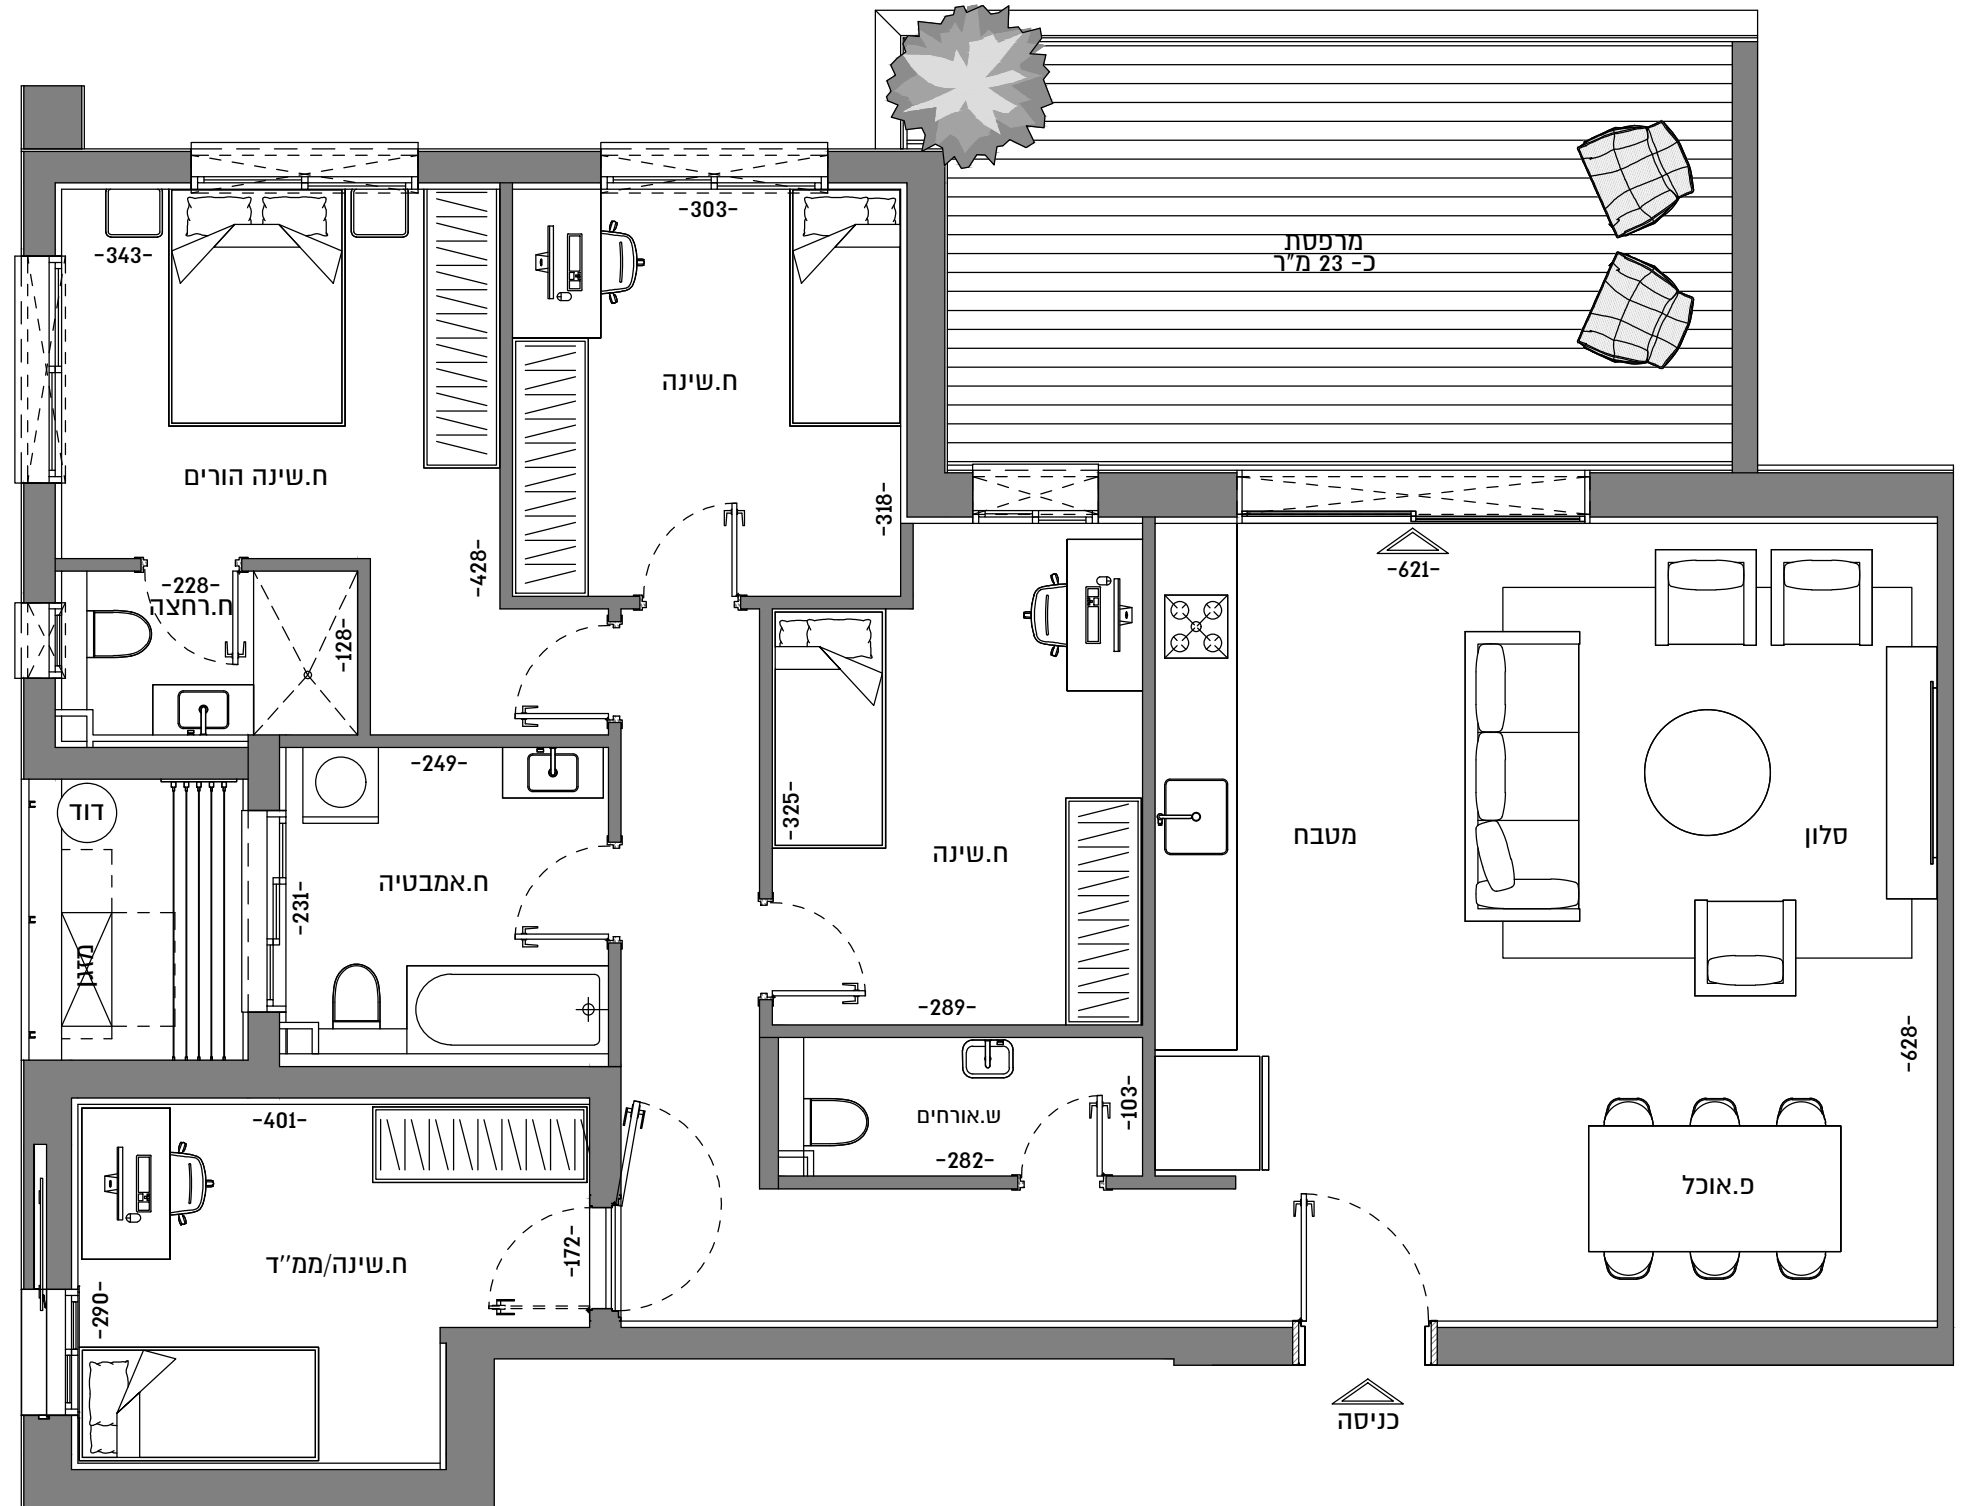 מרפסת
כ- 23 מ"ר
-303-
-343-
ח.שינה
ח.שינה הורים
-318-
-428-
-621-
-228-
ח.רחצה
-128-
-249-
דוד
-325-
מטבח
סלון
ח.שינה
ח.אמבטיה
-231-
מזגן
-289-
-628-
-401-
-103-
ש.אורחים
-282-
פ.אוכל
-172-
ח.שינה/ממ''ד
-290-
כניסה